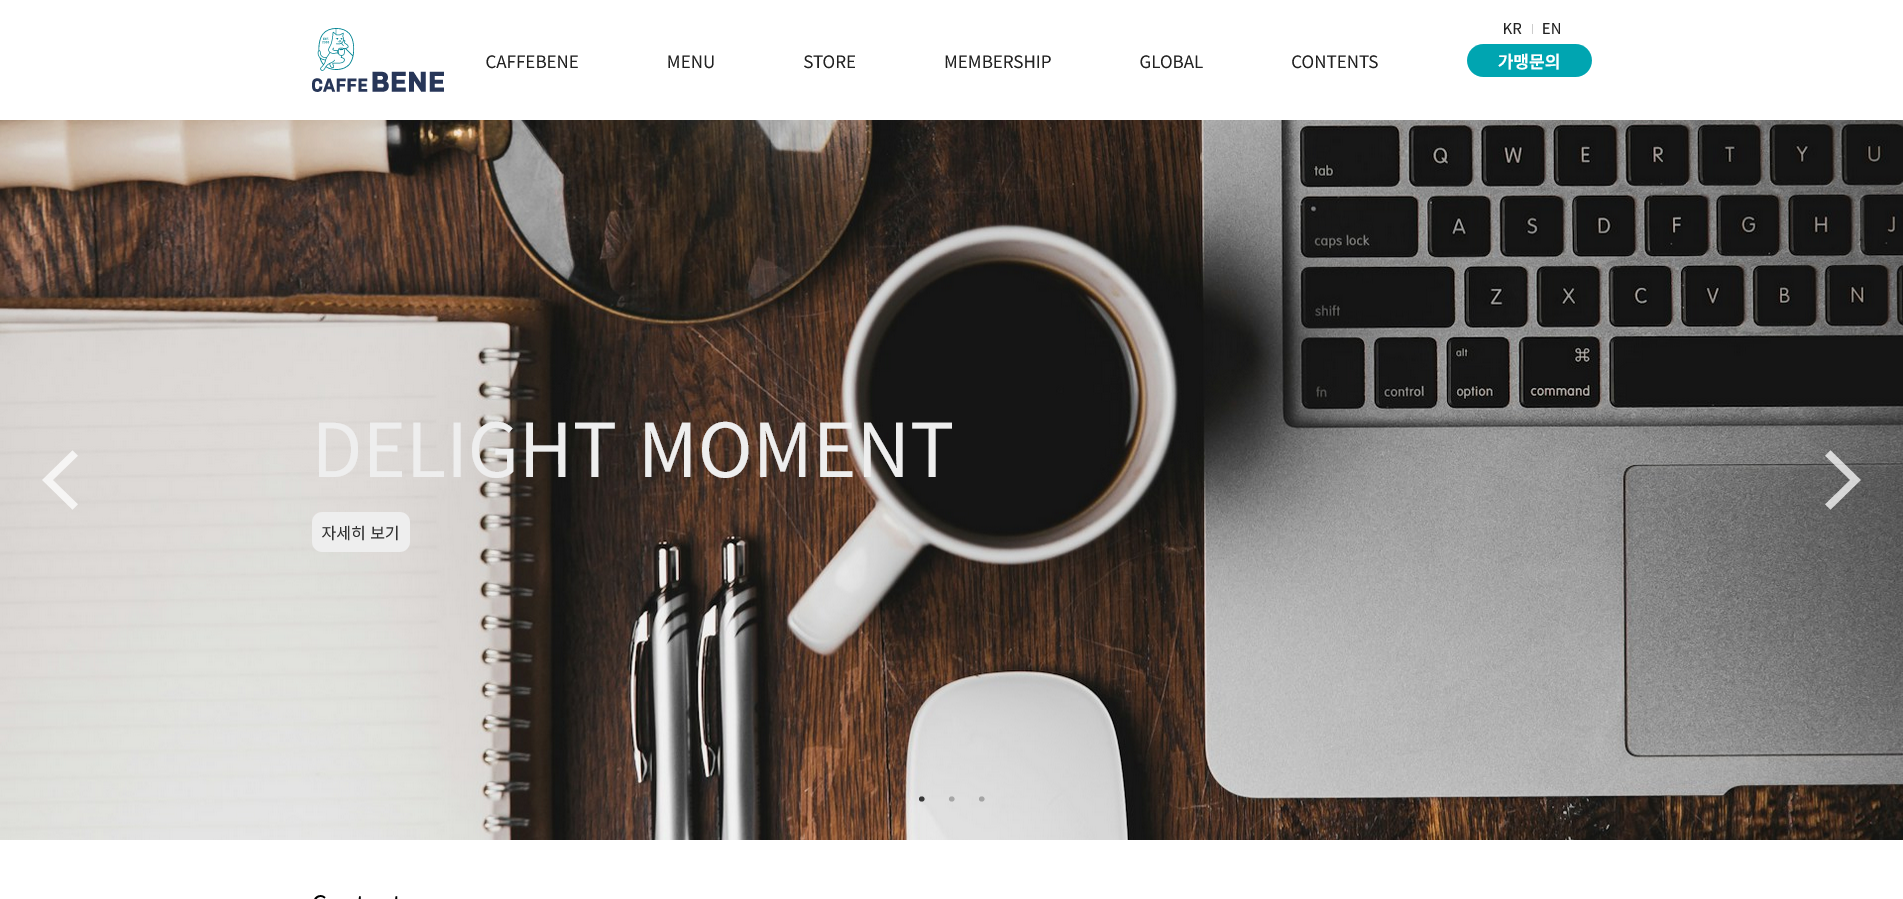 KR EN
CAFFE BENE
CAFFEBENE MENU STORE MEMBERSHIP GLOBAL CONTENTS
가맹문의
tab Q W E R T Y U
caps lock A S D F G H J
shift Z X C V B N
fn control alt option command ⌘
DELIGHT MOMENT
자세히 보기